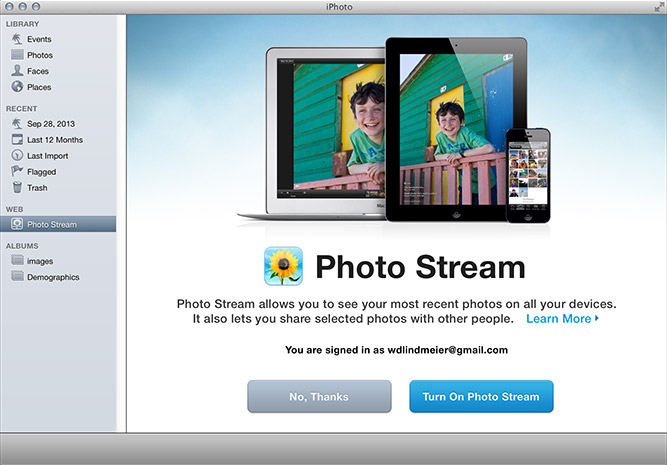 iPhoto
LIBRARY
Events
Photos
Faces
Places
RECENT
Sep 28, 2013
Last 12 Months
Last Import
Flagged
Trash
WEB
Photo Stream
ALBUMS
images
Demographics
Photo Stream
Photo Stream allows you to see your most recent photos on all your devices.
It also lets you share selected photos with other people. Learn More
You are signed in as wdlindmeier@gmail.com
No, Thanks
Turn On Photo Stream